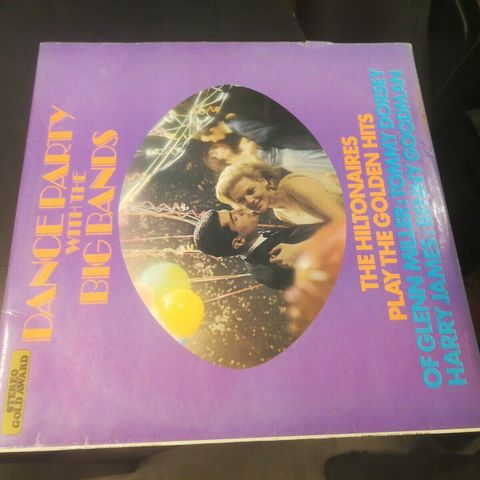 DANCE PARTY
WITH THE
BIG BANDS
THE HILTONAIRES
PLAY THE GOLDEN HITS
OF GLENN MILLER:TOMMY DORSEY
HARRY JAMES:BENNY GOODMAN
STEREO
GOLD AWARD